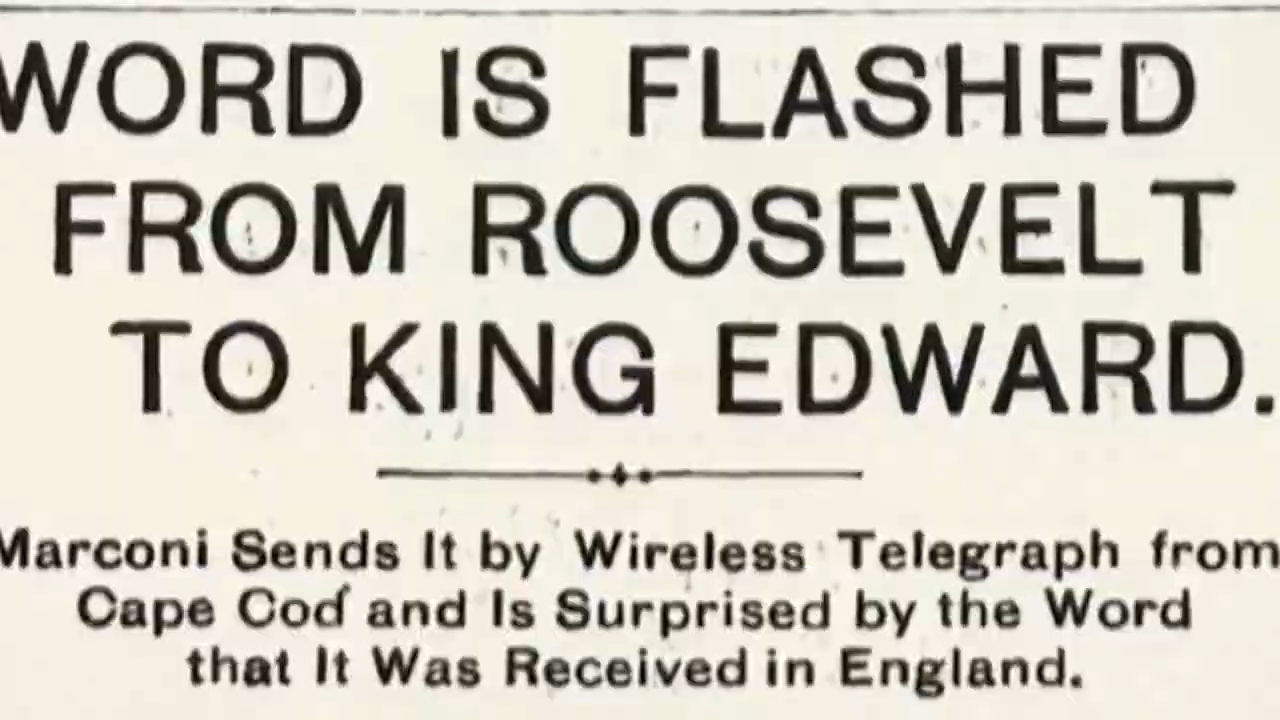 WORD IS FLASHED
FROM ROOSEVELT
TO KING EDWARD.
Marconi Sends It by Wireless Telegraph from
Cape Cod and Is Surprised by the Word
that It Was Received in England.